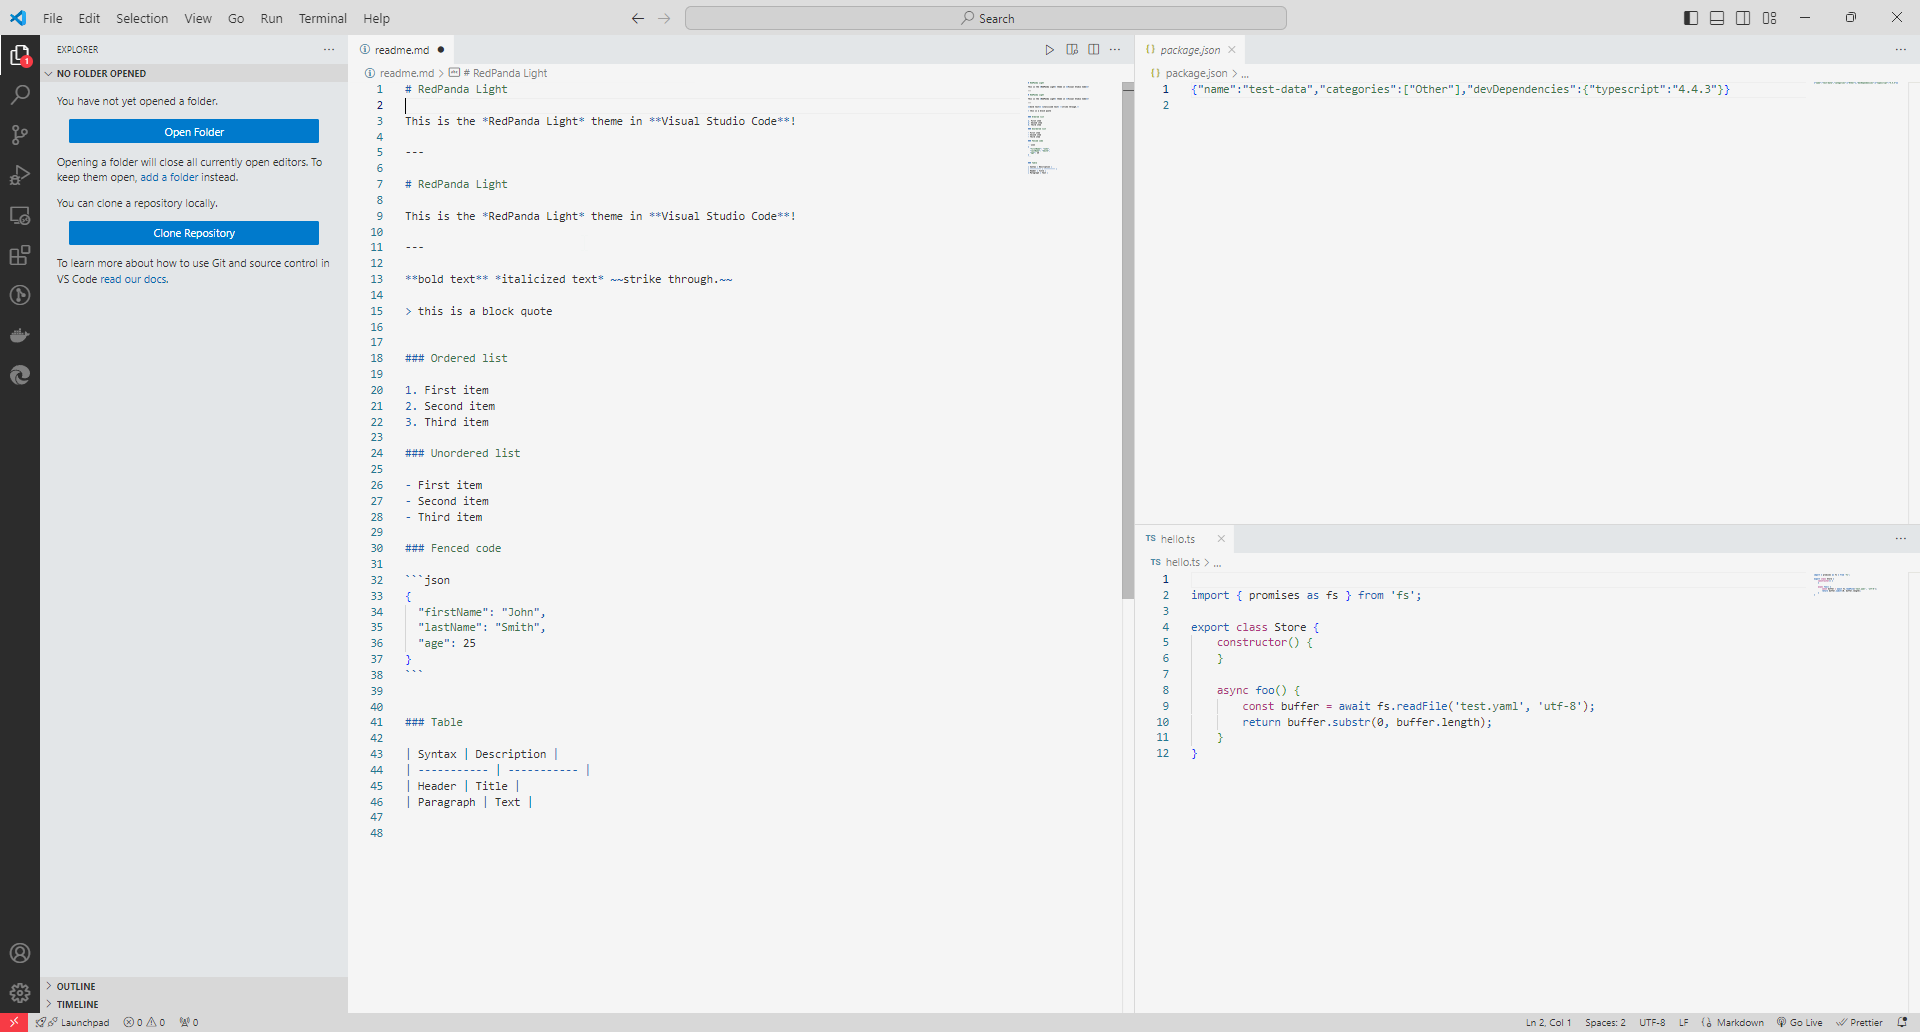 File Edit Selection View Go Run Terminal Help
Search
EXPLORER
NO FOLDER OPENED
You have not yet opened a folder.
Open Folder
Opening a folder will close all currently open editors. To
keep them open, add a folder instead.
You can clone a repository locally.
Clone Repository
To learn more about how to use Git and source control in
VS Code read our docs.
OUTLINE
TIMELINE
1
readme.md
readme.md > # RedPanda Light
1 # RedPanda Light
2
3 This is the *RedPanda Light* theme in **Visual Studio Code**!
4
5 ---
6
7 # RedPanda Light
8
9 This is the *RedPanda Light* theme in **Visual Studio Code**!
10
11 ---
12
13 **bold text** *italicized text* ~~strike through.~~
14
15 > this is a block quote
16
17
18 ### Ordered list
19
20 1. First item
21 2. Second item
22 3. Third item
23
24 ### Unordered list
25
26 - First item
27 - Second item
28 - Third item
29
30 ### Fenced code
31
32 ```json
33 {
34   "firstName": "John",
35   "lastName": "Smith",
36   "age": 25
37 }
38 ```
39
40
41 ### Table
42
43 | Syntax | Description |
44 | ----------- | ----------- |
45 | Header | Title |
46 | Paragraph | Text |
47
48
{} package.json
{} package.json > ...
1 {"name":"test-data","categories":["Other"],"devDependencies":{"typescript":"4.4.3"}}
2
TS hello.ts
TS hello.ts > ...
1
2 import { promises as fs } from 'fs';
3
4 export class Store {
5     constructor() {
6     }
7
8     async foo() {
9         const buffer = await fs.readFile('test.yaml', 'utf-8');
10         return buffer.substr(0, buffer.length);
11     }
12 }
Launchpad 0 0 0
Ln 2, Col 1 Spaces: 2 UTF-8 LF {} Markdown Go Live Prettier